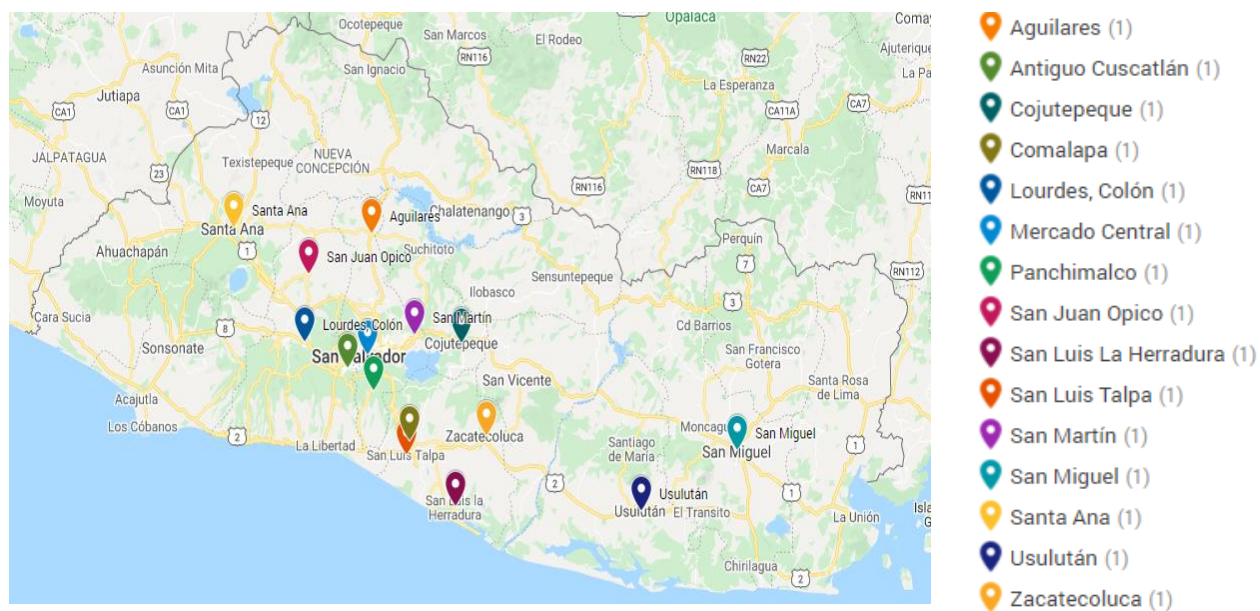 Ocotepeque
San Marcos
Opalaca
El Rodeo
RN116
Asunción Mita
San Ignacio
RN22
La Esperanza
Jutiapa
CA1
CA1
12
CA11A
CA7
Marcala
JALPATAGUA
23
Texistepeque
NUEVA
CONCEPCIÓN
RN118
RN116
CA7
Moyuta
Santa Ana
Santa Ana
Aguilares
Chalatenango
3
Ahuachapán
1
San Juan Opico
Suchitoto
Sensuntepeque
Perquín
7
RN112
Ilobasco
3
Cara Sucia
8
Lourdes, Colón
San Martín
Cojutepeque
Cd Barrios
Sonsonate
San Salvador
San Francisco
Gotera
San Vicente
Santa Rosa
de Lima
Acajutla
Los Cóbanos
2
La Libertad
San Luis Talpa
Zacatecoluca
Santiago
de María
San Miguel
San Miguel
San Luis la
Herradura
2
Usulután
Usulután
El Transito
1
1
La Unión
Chirilagua
2
Aguilares (1)
Antiguo Cuscatlán (1)
Cojutepeque (1)
Comalapa (1)
Lourdes, Colón (1)
Mercado Central (1)
Panchimalco (1)
San Juan Opico (1)
San Luis La Herradura (1)
San Luis Talpa (1)
San Martín (1)
San Miguel (1)
Santa Ana (1)
Usulután (1)
Zacatecoluca (1)